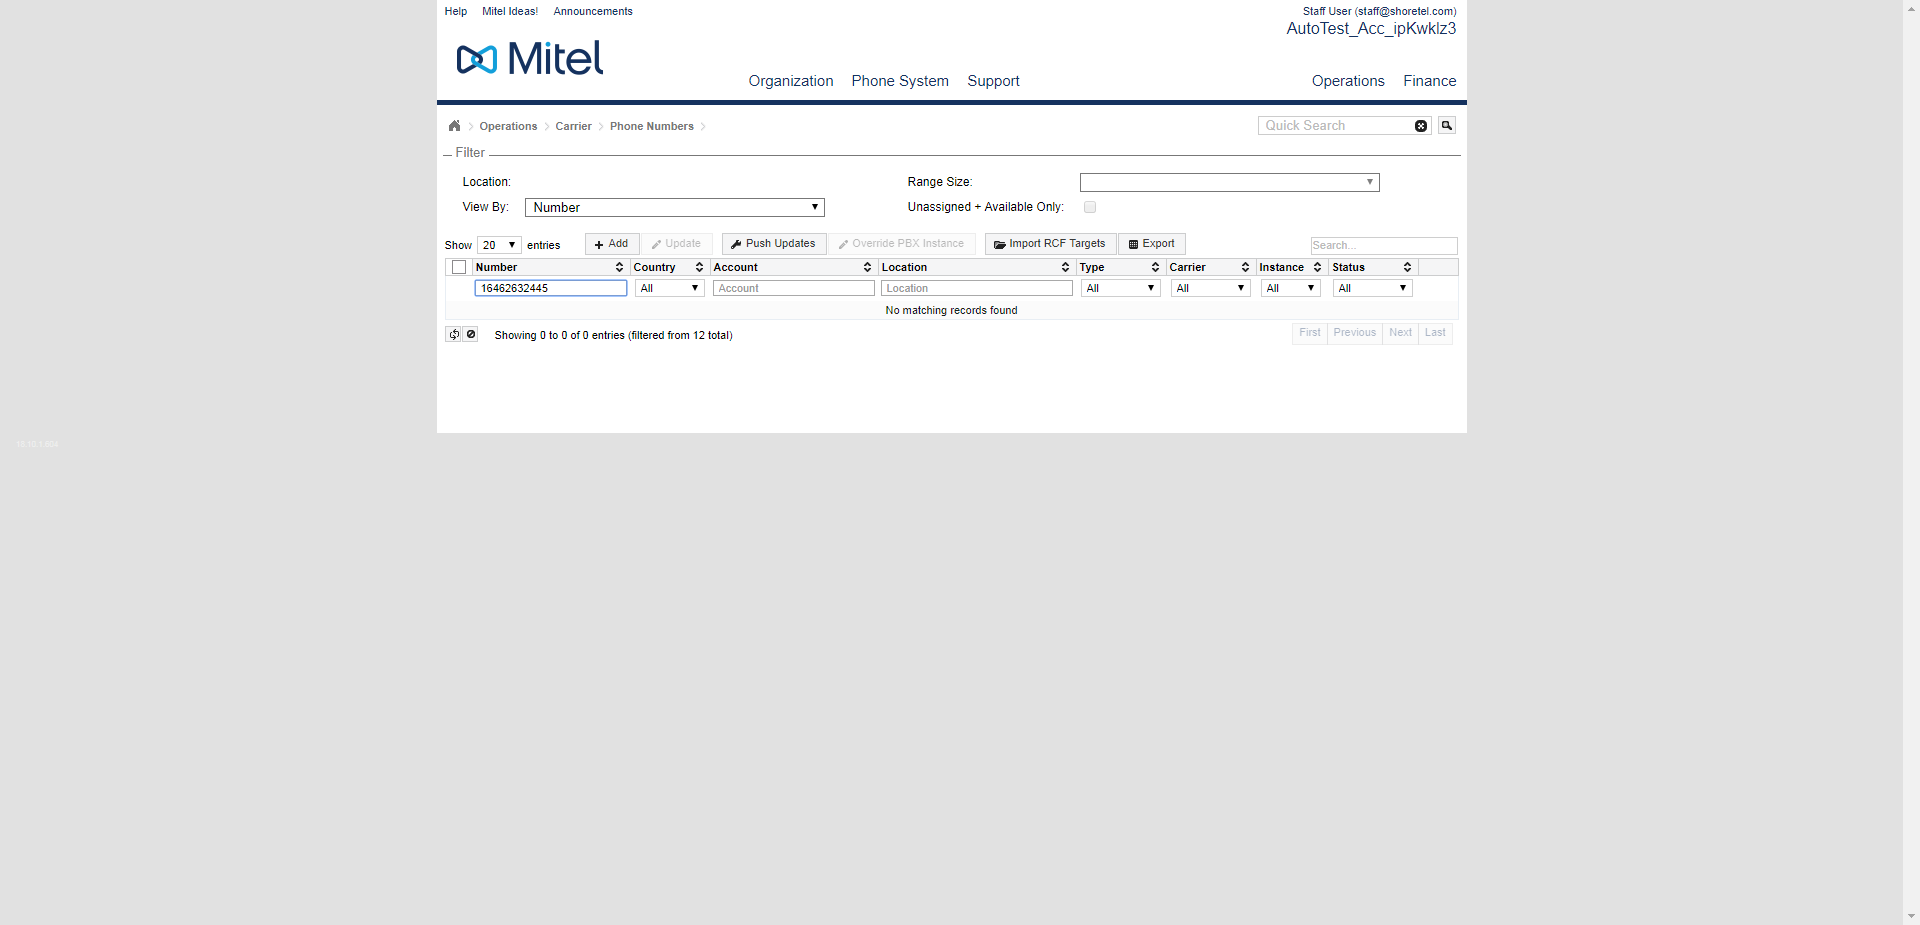 Help Mitel Ideas! Announcements Staff User (staff@shoretel.com)
AutoTest_Acc_ipKwklz3
Mitel
Organization Phone System Support Operations Finance
Operations Carrier Phone Numbers Quick Search
Filter
Location: Range Size:
View By: Number Unassigned + Available Only:
Show 20 entries Add Update Push Updates Override PBX Instance Import RCF Targets Export Search...
Number Country Account Location Type Carrier Instance Status
16462632445 All Account Location All All All All
No matching records found
Showing 0 to 0 of 0 entries (filtered from 12 total) First Previous Next Last